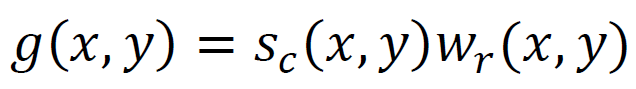 g(x, y) = s_c(x, y)w_r(x, y)